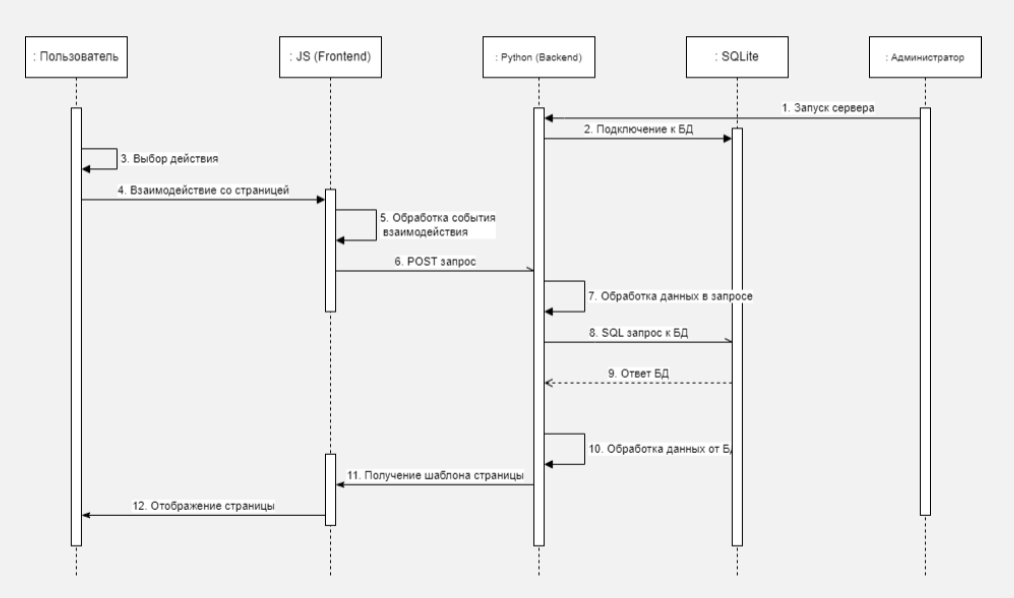 : Пользователь
: JS (Frontend)
: Python (Backend)
: SQLite
: Администратор
1. Запуск сервера
2. Подключение к БД
3. Выбор действия
4. Взаимодействие со страницей
5. Обработка события
взаимодействия
6. POST запрос
7. Обработка данных в запросе
8. SQL запрос к БД
9. Ответ БД
10. Обработка данных от БД
11. Получение шаблона страницы
12. Отображение страницы